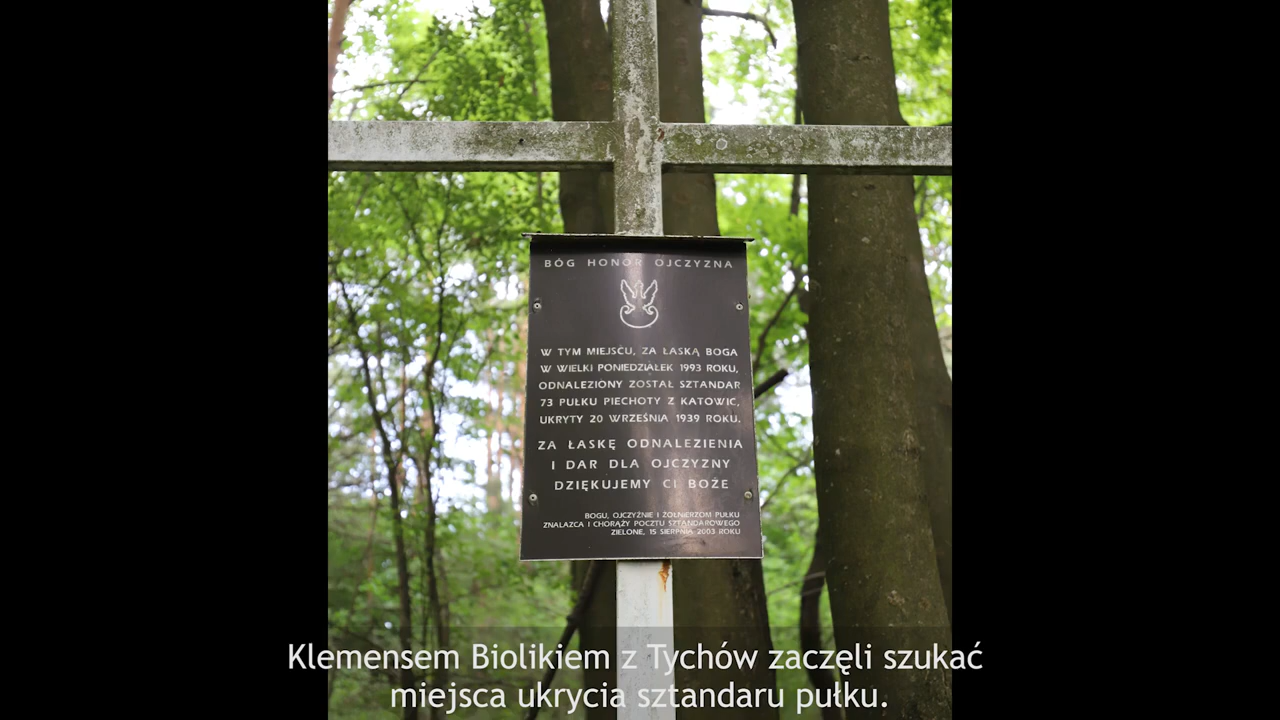 BÓG HONOR OJCZYZNA
W TYM MIEJSCU, ZA ŁASKĄ BOGA
W WIELKI PONIEDZIAŁEK 1993 ROKU,
ODNALEZIONY ZOSTAŁ SZTANDAR
73 PUŁKU PIECHOTY Z KATOWIC,
UKRYTY 20 WRZEŚNIA 1939 ROKU.
ZA ŁASKĘ ODNALEZIENIA
I DAR DLA OJCZYZNY
DZIĘKUJEMY CI BOŻE
BOGU, OJCZYŹNIE I ŻOŁNIERZOM PUŁKU
ZNALAZCA I CHORĄŻY POCZTU SZTANDAROWEGO
ZIELONE, 15 SIERPNIA 2003 ROKU
Klemensem Biolikiem z Tychów zaczęli szukać
miejsca ukrycia sztandaru pułku.